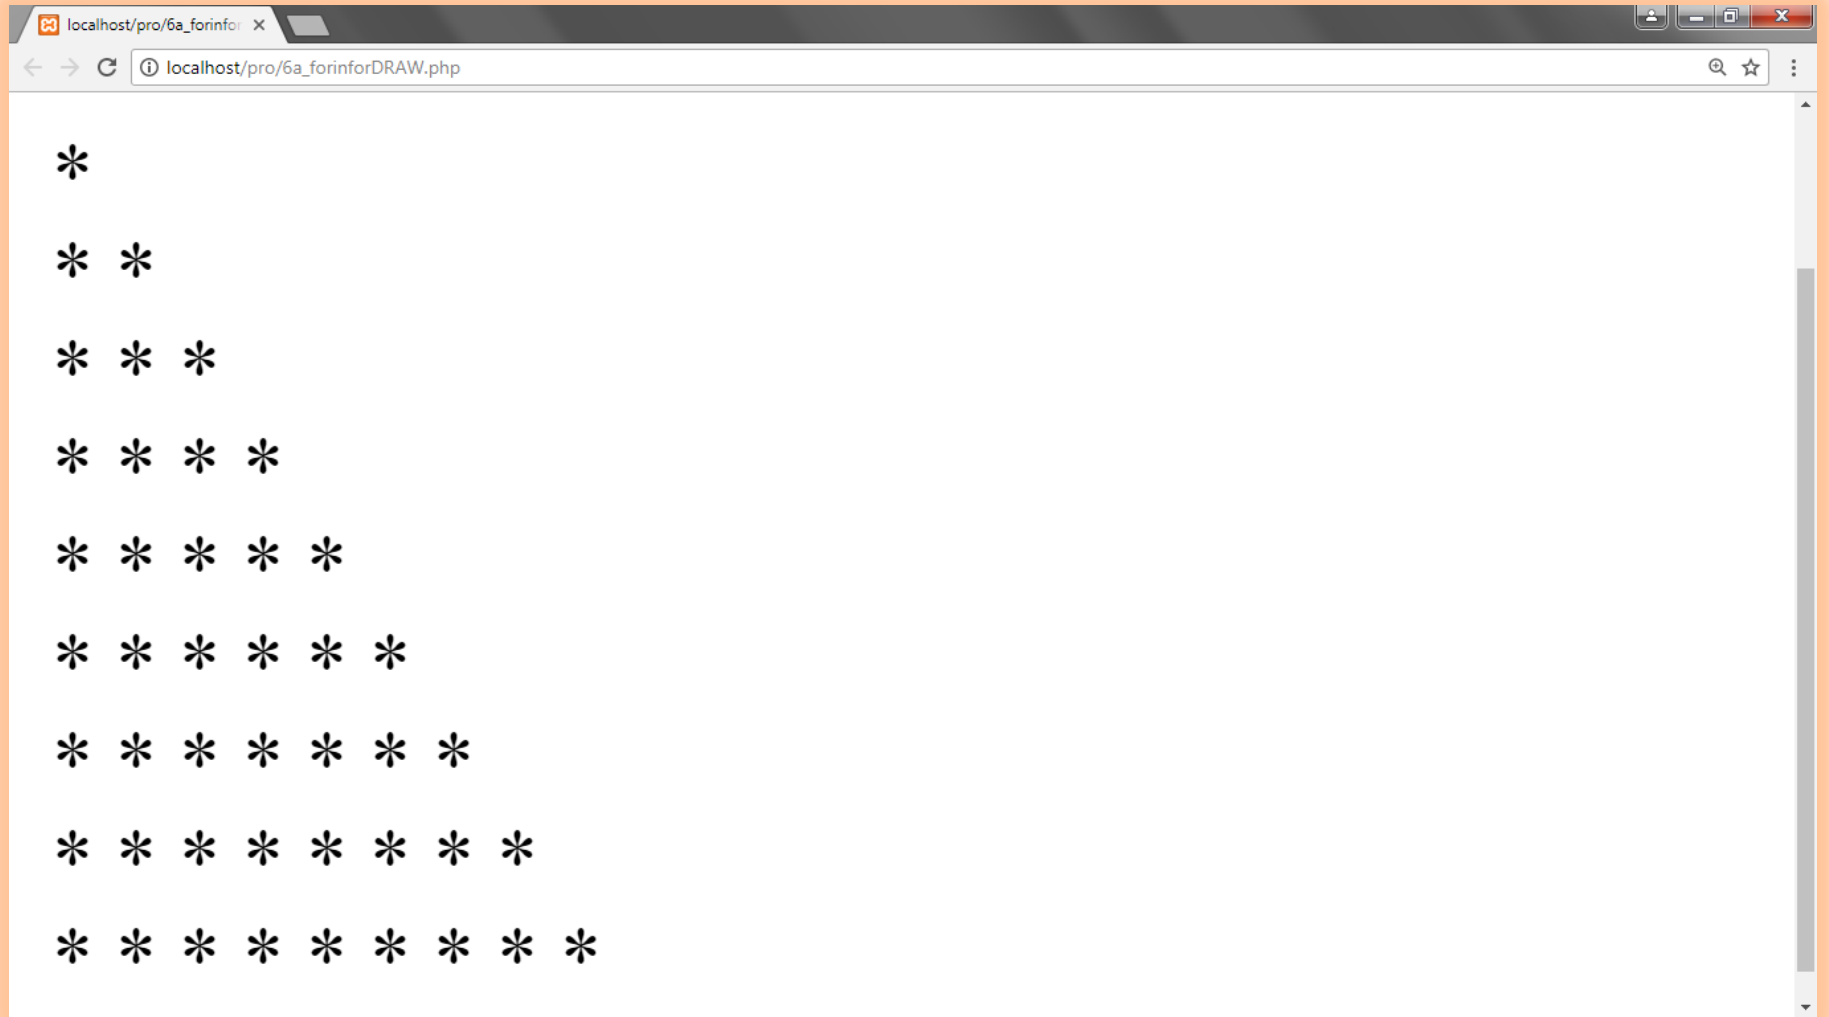 localhost/pro/6a_forinfor
localhost/pro/6a_forinforDRAW.php
*
* *
* * *
* * * *
* * * * *
* * * * * *
* * * * * * *
* * * * * * * *
* * * * * * * * *